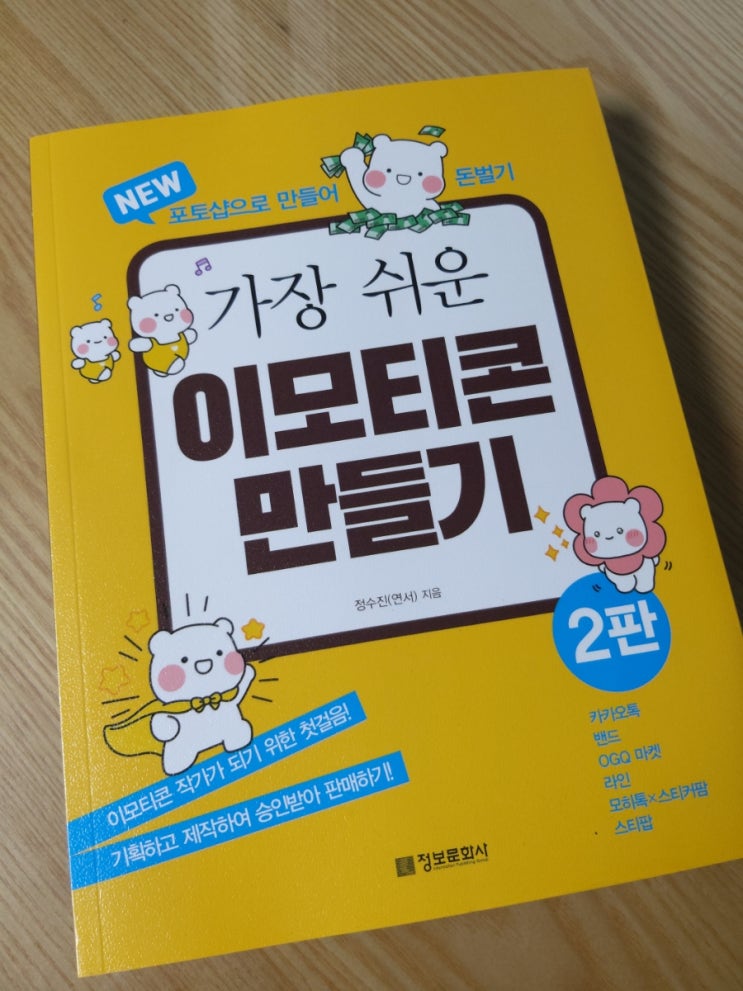 NEW
포토샵으로 만들어 돈벌기
가장 쉬운
이모티콘
만들기
정수진(연서) 지음
2판
이모티콘 작가가 되기 위한 첫걸음!
기획하고 제작하여 승인받아 판매하기!
카카오톡
밴드
OGQ 마켓
라인
모히톡×스티커팜
스티팝
정보문화사
Information Publishing Group